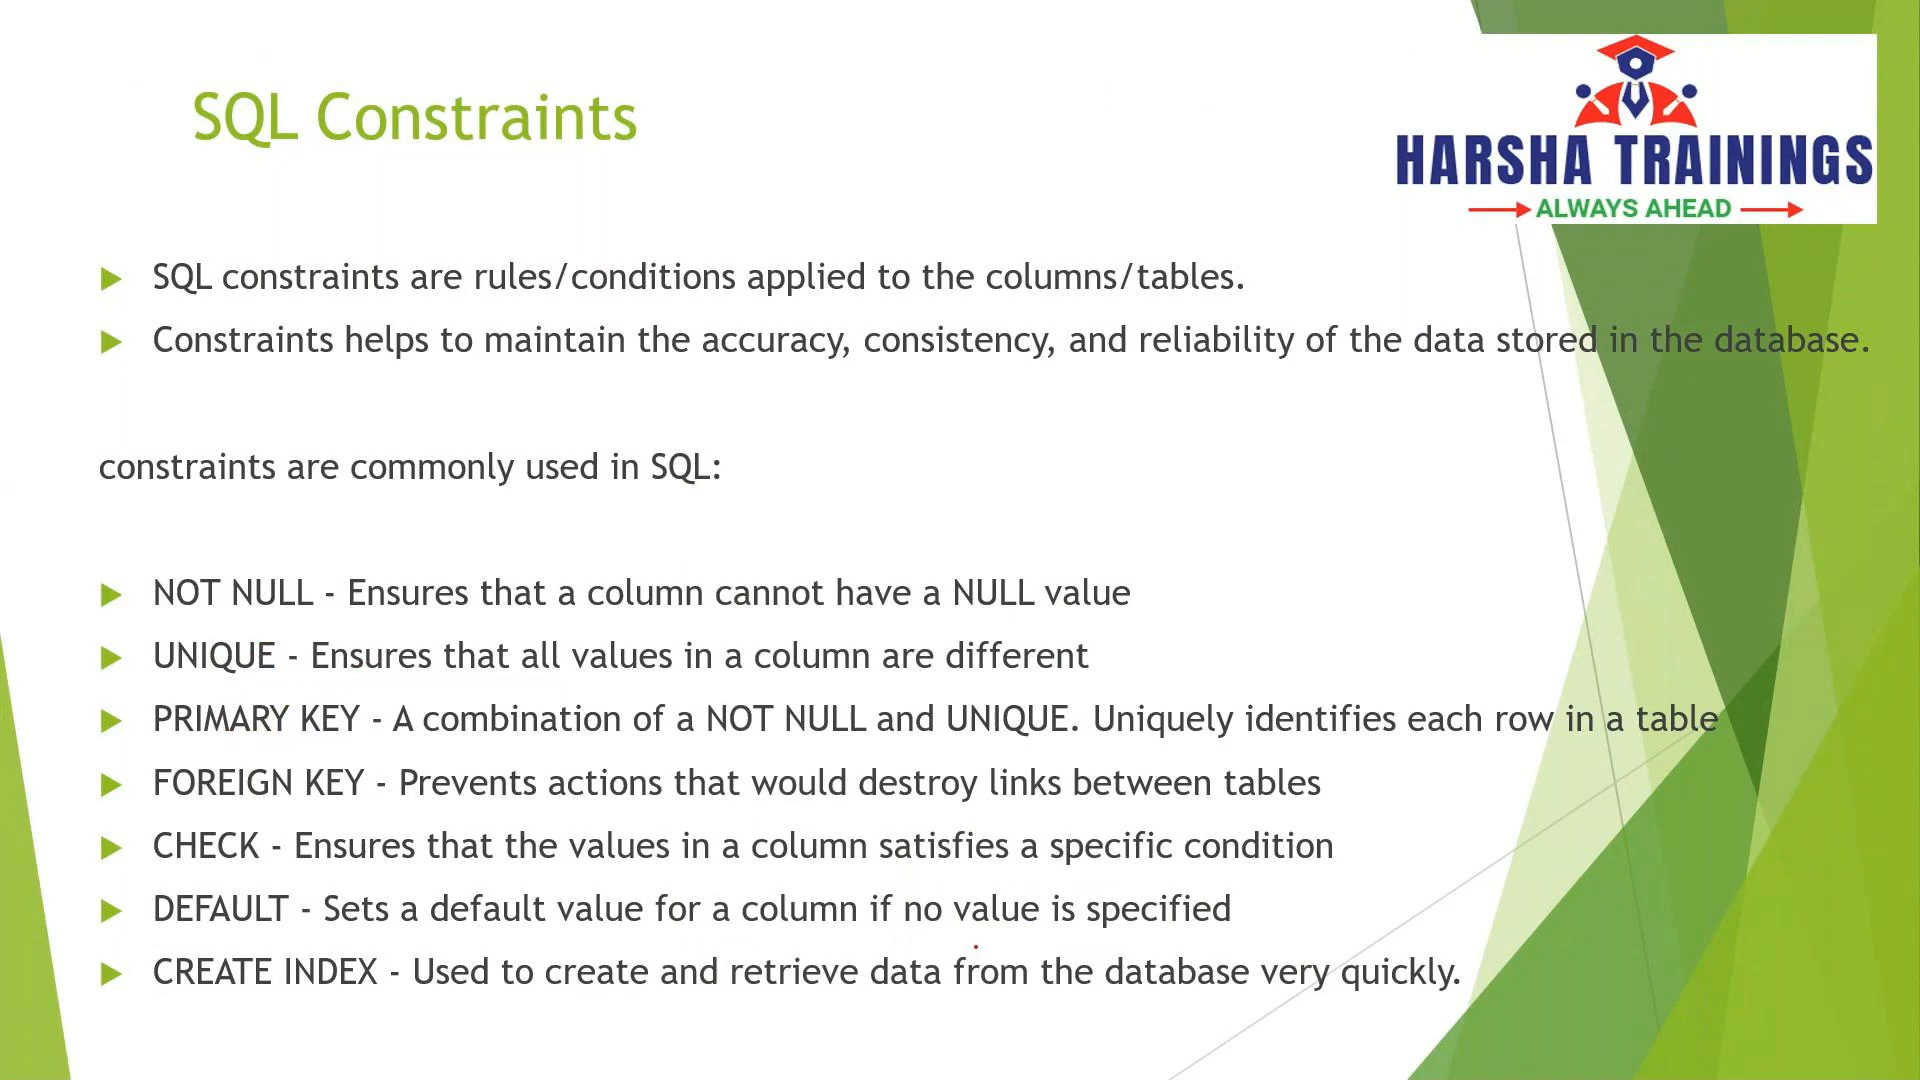 SQL Constraints
HARSHA TRAININGS
ALWAYS AHEAD
SQL constraints are rules/conditions applied to the columns/tables.
Constraints helps to maintain the accuracy, consistency, and reliability of the data stored in the database.
constraints are commonly used in SQL:
NOT NULL - Ensures that a column cannot have a NULL value
UNIQUE - Ensures that all values in a column are different
PRIMARY KEY - A combination of a NOT NULL and UNIQUE. Uniquely identifies each row in a table
FOREIGN KEY - Prevents actions that would destroy links between tables
CHECK - Ensures that the values in a column satisfies a specific condition
DEFAULT - Sets a default value for a column if no value is specified
CREATE INDEX - Used to create and retrieve data from the database very quickly.